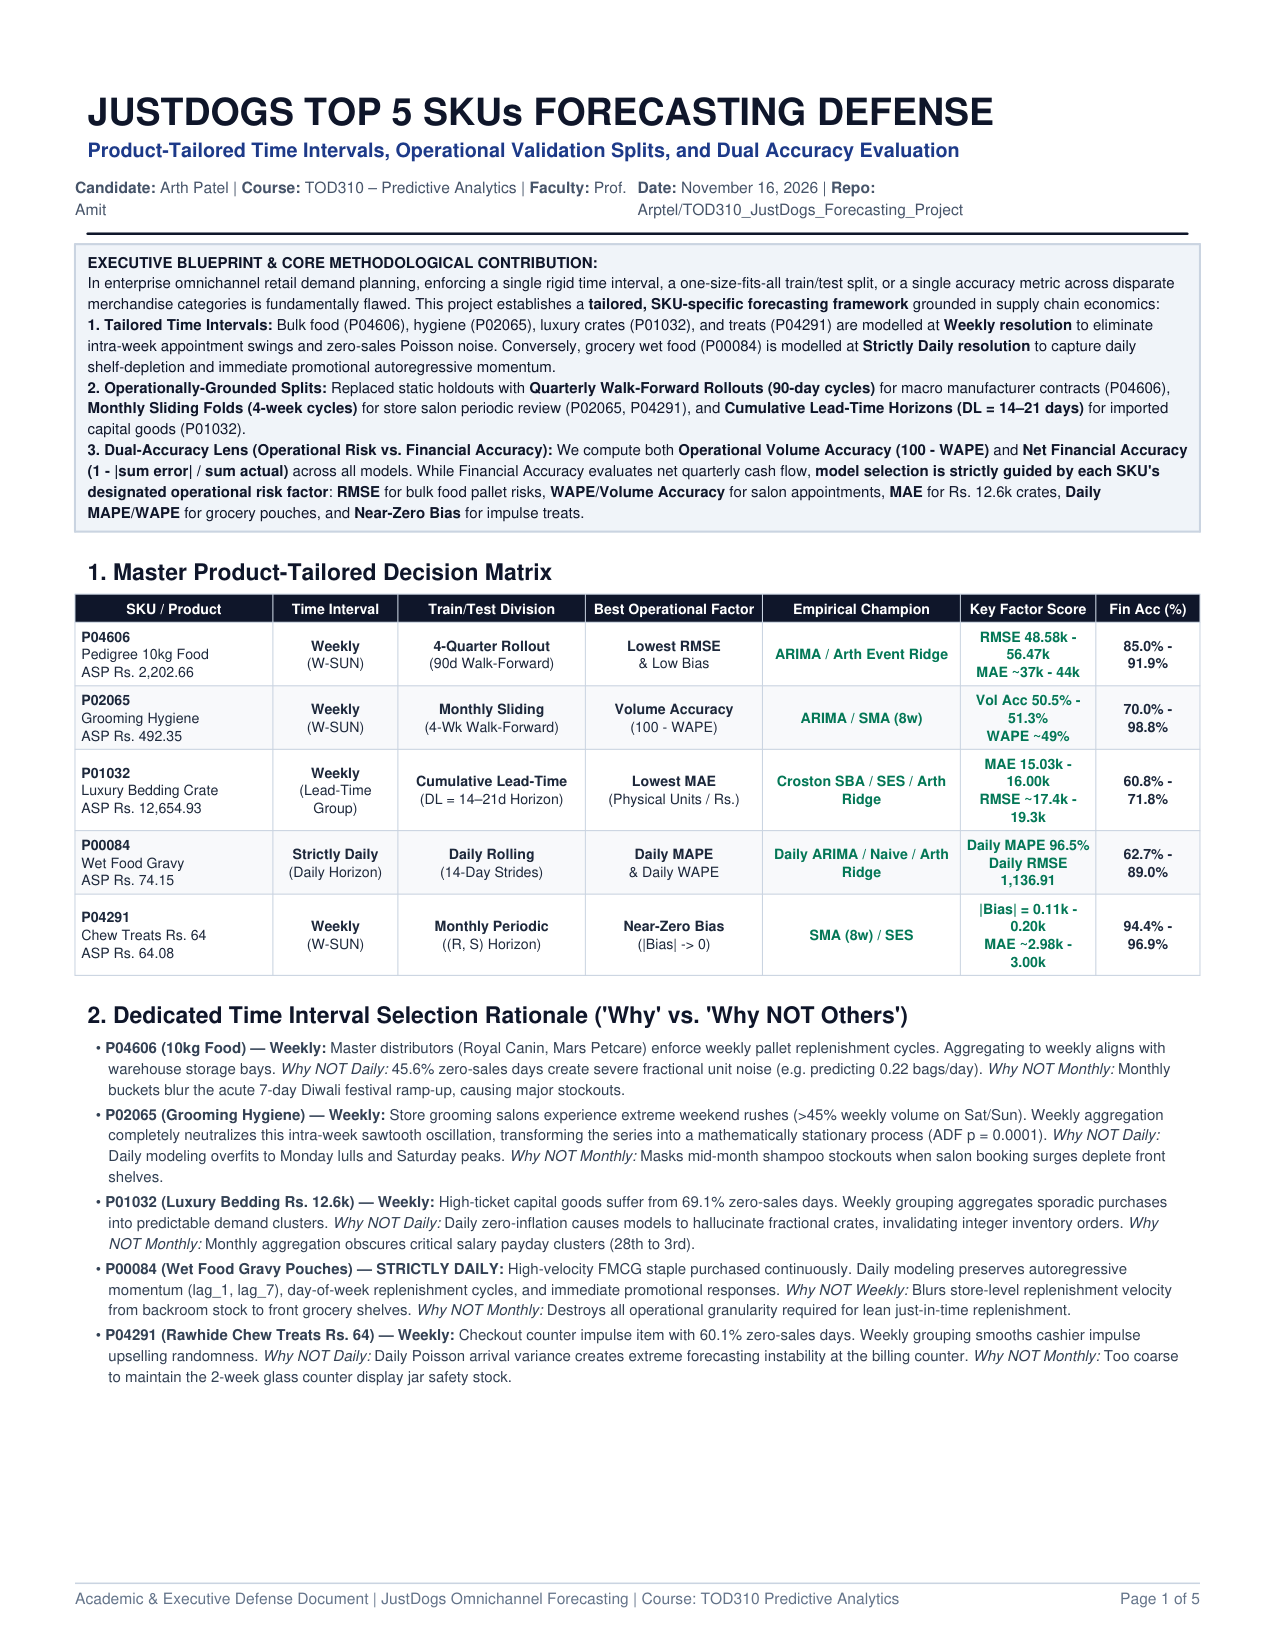 JUSTDOGS TOP 5 SKUs FORECASTING DEFENSE
Product-Tailored Time Intervals, Operational Validation Splits, and Dual Accuracy Evaluation
Candidate: Arth Patel | Course: TOD310 – Predictive Analytics | Faculty: Prof.
Amit
Date: November 16, 2026 | Repo:
Arptel/TOD310_JustDogs_Forecasting_Project
EXECUTIVE BLUEPRINT & CORE METHODOLOGICAL CONTRIBUTION:
In enterprise omnichannel retail demand planning, enforcing a single rigid time interval, a one-size-fits-all train/test split, or a single accuracy metric across disparate
merchandise categories is fundamentally flawed. This project establishes a tailored, SKU-specific forecasting framework grounded in supply chain economics:
1. Tailored Time Intervals: Bulk food (P04606), hygiene (P02065), luxury crates (P01032), and treats (P04291) are modelled at Weekly resolution to eliminate
intra-week appointment swings and zero-sales Poisson noise. Conversely, grocery wet food (P00084) is modelled at Strictly Daily resolution to capture daily
shelf-depletion and immediate promotional autoregressive momentum.
2. Operationally-Grounded Splits: Replaced static holdouts with Quarterly Walk-Forward Rollouts (90-day cycles) for macro manufacturer contracts (P04606),
Monthly Sliding Folds (4-week cycles) for store salon periodic review (P02065, P04291), and Cumulative Lead-Time Horizons (DL = 14–21 days) for imported
capital goods (P01032).
3. Dual-Accuracy Lens (Operational Risk vs. Financial Accuracy): We compute both Operational Volume Accuracy (100 - WAPE) and Net Financial Accuracy
(1 - |sum error| / sum actual) across all models. While Financial Accuracy evaluates net quarterly cash flow, model selection is strictly guided by each SKU's
designated operational risk factor: RMSE for bulk food pallet risks, WAPE/Volume Accuracy for salon appointments, MAE for Rs. 12.6k crates, Daily
MAPE/WAPE for grocery pouches, and Near-Zero Bias for impulse treats.
1. Master Product-Tailored Decision Matrix
SKU / Product Time Interval Train/Test Division Best Operational Factor Empirical Champion Key Factor Score Fin Acc (%)
P04606
Pedigree 10kg Food
ASP Rs. 2,202.66
Weekly
(W-SUN)
4-Quarter Rollout
(90d Walk-Forward)
Lowest RMSE
& Low Bias
ARIMA / Arth Event Ridge
RMSE 48.58k -
56.47k
MAE ~37k - 44k
85.0% -
91.9%
P02065
Grooming Hygiene
ASP Rs. 492.35
Weekly
(W-SUN)
Monthly Sliding
(4-Wk Walk-Forward)
Volume Accuracy
(100 - WAPE)
ARIMA / SMA (8w)
Vol Acc 50.5% -
51.3%
WAPE ~49%
70.0% -
98.8%
P01032
Luxury Bedding Crate
ASP Rs. 12,654.93
Weekly
(Lead-Time
Group)
Cumulative Lead-Time
(DL = 14–21d Horizon)
Lowest MAE
(Physical Units / Rs.)
Croston SBA / SES / Arth
Ridge
MAE 15.03k -
16.00k
RMSE ~17.4k -
19.3k
60.8% -
71.8%
P00084
Wet Food Gravy
ASP Rs. 74.15
Strictly Daily
(Daily Horizon)
Daily Rolling
(14-Day Strides)
Daily MAPE
& Daily WAPE
Daily ARIMA / Naive / Arth
Ridge
Daily MAPE 96.5%
Daily RMSE
1,136.91
62.7% -
89.0%
P04291
Chew Treats Rs. 64
ASP Rs. 64.08
Weekly
(W-SUN)
Monthly Periodic
((R, S) Horizon)
Near-Zero Bias
(|Bias| -> 0)
SMA (8w) / SES
|Bias| = 0.11k -
0.20k
MAE ~2.98k -
3.00k
94.4% -
96.9%
2. Dedicated Time Interval Selection Rationale ('Why' vs. 'Why NOT Others')
• P04606 (10kg Food) — Weekly: Master distributors (Royal Canin, Mars Petcare) enforce weekly pallet replenishment cycles. Aggregating to weekly aligns with
warehouse storage bays. Why NOT Daily: 45.6% zero-sales days create severe fractional unit noise (e.g. predicting 0.22 bags/day). Why NOT Monthly: Monthly
buckets blur the acute 7-day Diwali festival ramp-up, causing major stockouts.
• P02065 (Grooming Hygiene) — Weekly: Store grooming salons experience extreme weekend rushes (>45% weekly volume on Sat/Sun). Weekly aggregation
completely neutralizes this intra-week sawtooth oscillation, transforming the series into a mathematically stationary process (ADF p = 0.0001). Why NOT Daily:
Daily modeling overfits to Monday lulls and Saturday peaks. Why NOT Monthly: Masks mid-month shampoo stockouts when salon booking surges deplete front
shelves.
• P01032 (Luxury Bedding Rs. 12.6k) — Weekly: High-ticket capital goods suffer from 69.1% zero-sales days. Weekly grouping aggregates sporadic purchases
into predictable demand clusters. Why NOT Daily: Daily zero-inflation causes models to hallucinate fractional crates, invalidating integer inventory orders. Why
NOT Monthly: Monthly aggregation obscures critical salary payday clusters (28th to 3rd).
• P00084 (Wet Food Gravy Pouches) — STRICTLY DAILY: High-velocity FMCG staple purchased continuously. Daily modeling preserves autoregressive
momentum (lag_1, lag_7), day-of-week replenishment cycles, and immediate promotional responses. Why NOT Weekly: Blurs store-level replenishment velocity
from backroom stock to front grocery shelves. Why NOT Monthly: Destroys all operational granularity required for lean just-in-time replenishment.
• P04291 (Rawhide Chew Treats Rs. 64) — Weekly: Checkout counter impulse item with 60.1% zero-sales days. Weekly grouping smooths cashier impulse
upselling randomness. Why NOT Daily: Daily Poisson arrival variance creates extreme forecasting instability at the billing counter. Why NOT Monthly: Too coarse
to maintain the 2-week glass counter display jar safety stock.
Academic & Executive Defense Document | JustDogs Omnichannel Forecasting | Course: TOD310 Predictive Analytics
Page 1 of 5